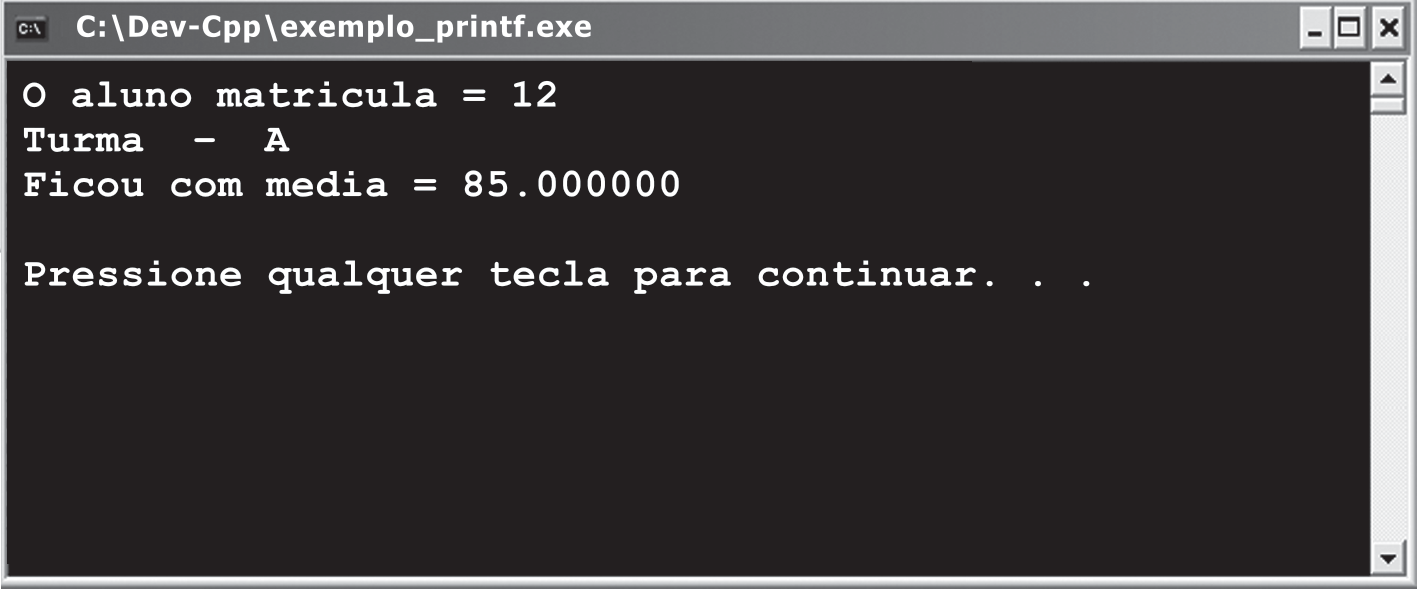 C:\Dev-Cpp\exemplo_printf.exe
O aluno matricula = 12
Turma  -  A
Ficou com media = 85.000000
Pressione qualquer tecla para continuar. . .